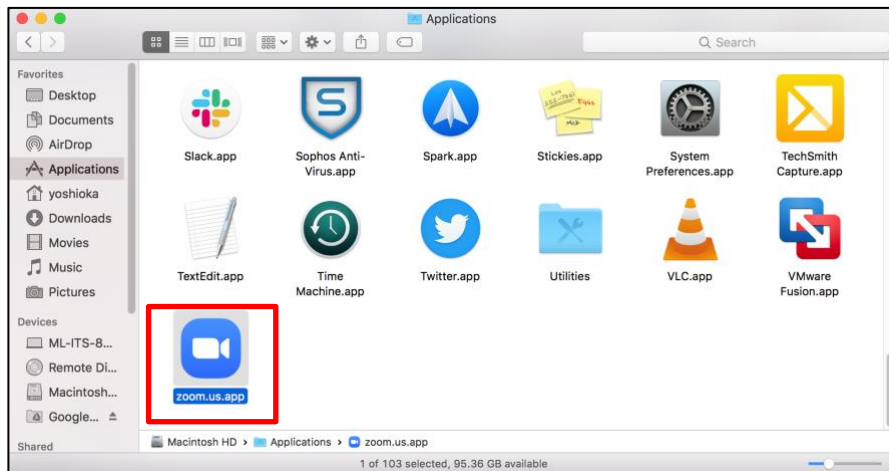 Applications
Search
Favorites
Desktop
Documents
AirDrop
Applications
yoshioka
Downloads
Movies
Music
Pictures
Devices
ML-ITS-8...
Remote Di...
Macintosh...
Google...
Shared
Slack.app
Sophos Anti-
Virus.app
Spark.app
Stickies.app
System
Preferences.app
TechSmith
Capture.app
TextEdit.app
Time
Machine.app
Twitter.app
Utilities
VLC.app
VMware
Fusion.app
zoom.us.app
Macintosh HD › Applications › zoom.us.app
1 of 103 selected, 95.36 GB available